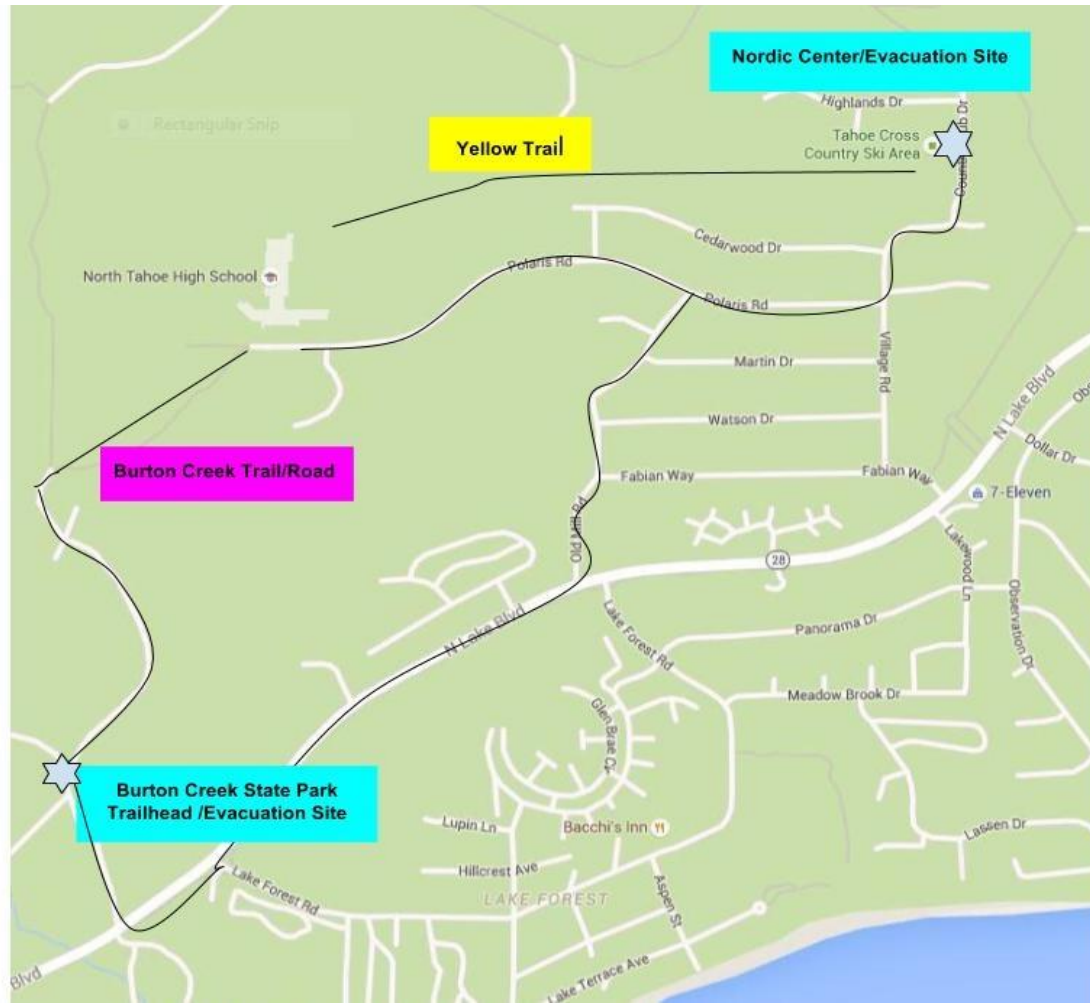 Nordic Center/Evacuation Site
Highlands Dr
Rectangular Snip
Yellow Trail
Tahoe Cross
Country Ski Area
Cedarwood Dr
North Tahoe High School
Polaris Rd
Polaris Rd
Village Rd
Martin Dr
N Lake Blvd
Watson Dr
Dollar Dr
Burton Creek Trail/Road
Fabian Way
Fabian Way
7-Eleven
Old Mill Rd
28
Lakewood Ln
N Lake Blvd
Lake Forest Rd
Panorama Dr
Observation Dr
Meadow Brook Dr
Glen Brae
Burton Creek State Park
Trailhead /Evacuation Site
Lupin Ln
Bacchi's Inn
Lassen Dr
Hillcrest Ave
Lake Forest Rd
LAKE FOREST
Aspen St
Lake Terrace Ave
Blvd